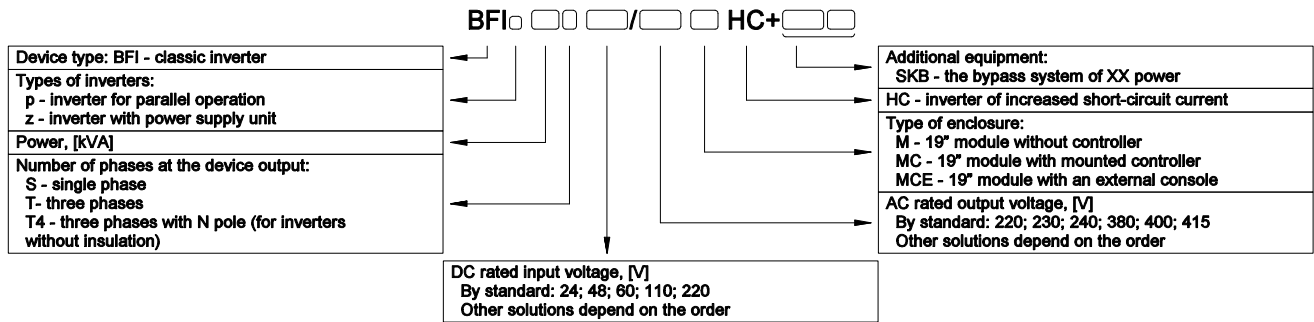 BFI / HC+
Device type: BFI - classic inverter
Types of inverters:
p - inverter for parallel operation
z - inverter with power supply unit
Power, [kVA]
Number of phases at the device output:
S - single phase
T- three phases
T4 - three phases with N pole (for inverters
without insulation)
DC rated input voltage, [V]
By standard: 24; 48; 60; 110; 220
Other solutions depend on the order
Additional equipment:
SKB - the bypass system of XX power
HC - inverter of increased short-circuit current
Type of enclosure:
M - 19" module without controller
MC - 19" module with mounted controller
MCE - 19" module with an external console
AC rated output voltage, [V]
By standard: 220; 230; 240; 380; 400; 415
Other solutions depend on the order